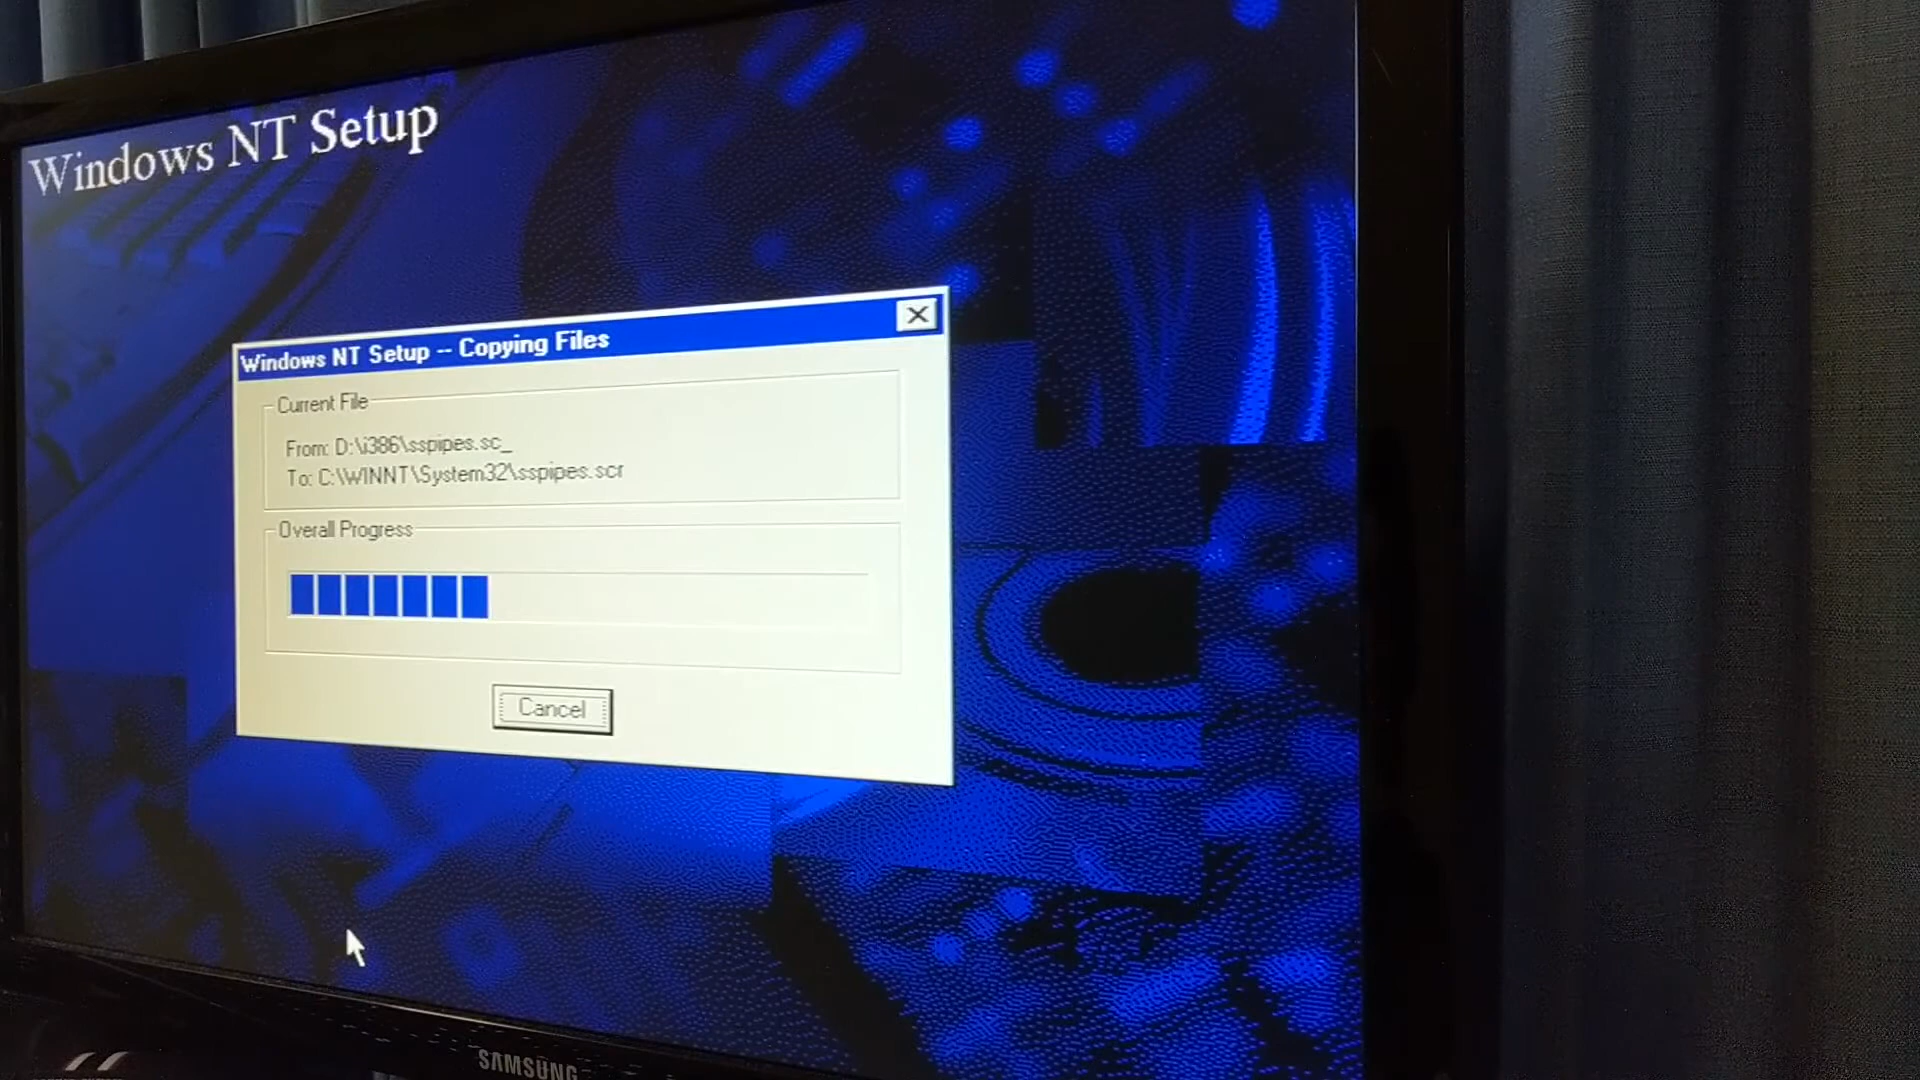 Windows NT Setup
Windows NT Setup -- Copying Files
Current File
From: D:\i386\sspipes.sc_
To: C:\WINNT\System32\sspipes.scr
Overall Progress
Cancel
SAMSUNG